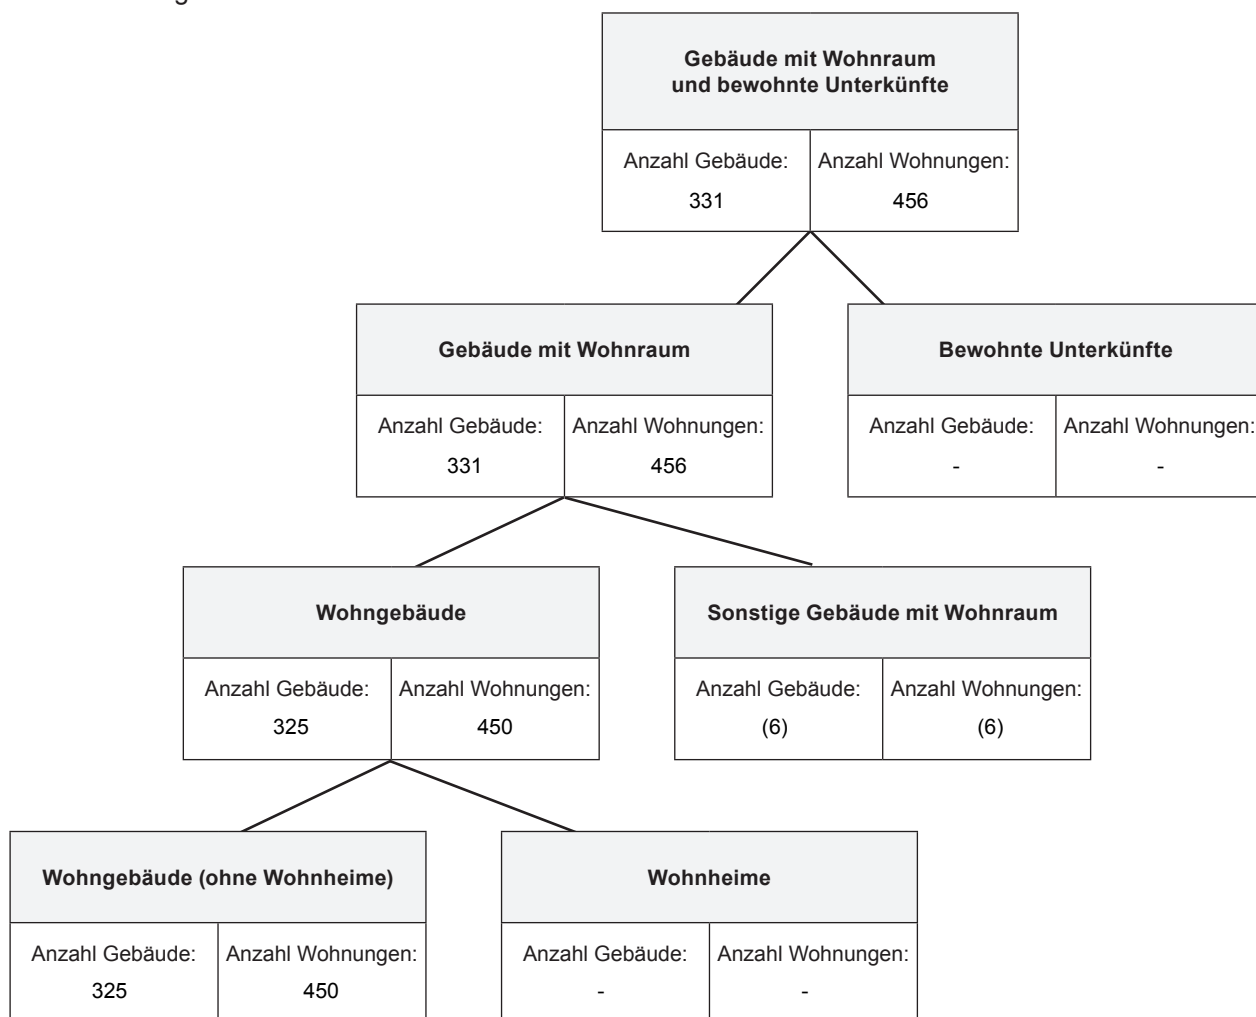 Gebäude mit Wohnraum
und bewohnte Unterkünfte
Anzahl Gebäude: Anzahl Wohnungen:
331 456
Gebäude mit Wohnraum Bewohnte Unterkünfte
Anzahl Gebäude: Anzahl Wohnungen: Anzahl Gebäude: Anzahl Wohnungen:
331 456 - -
Wohngebäude Sonstige Gebäude mit Wohnraum
Anzahl Gebäude: Anzahl Wohnungen: Anzahl Gebäude: Anzahl Wohnungen:
325 450 (6) (6)
Wohngebäude (ohne Wohnheime) Wohnheime
Anzahl Gebäude: Anzahl Wohnungen: Anzahl Gebäude: Anzahl Wohnungen:
325 450 - -